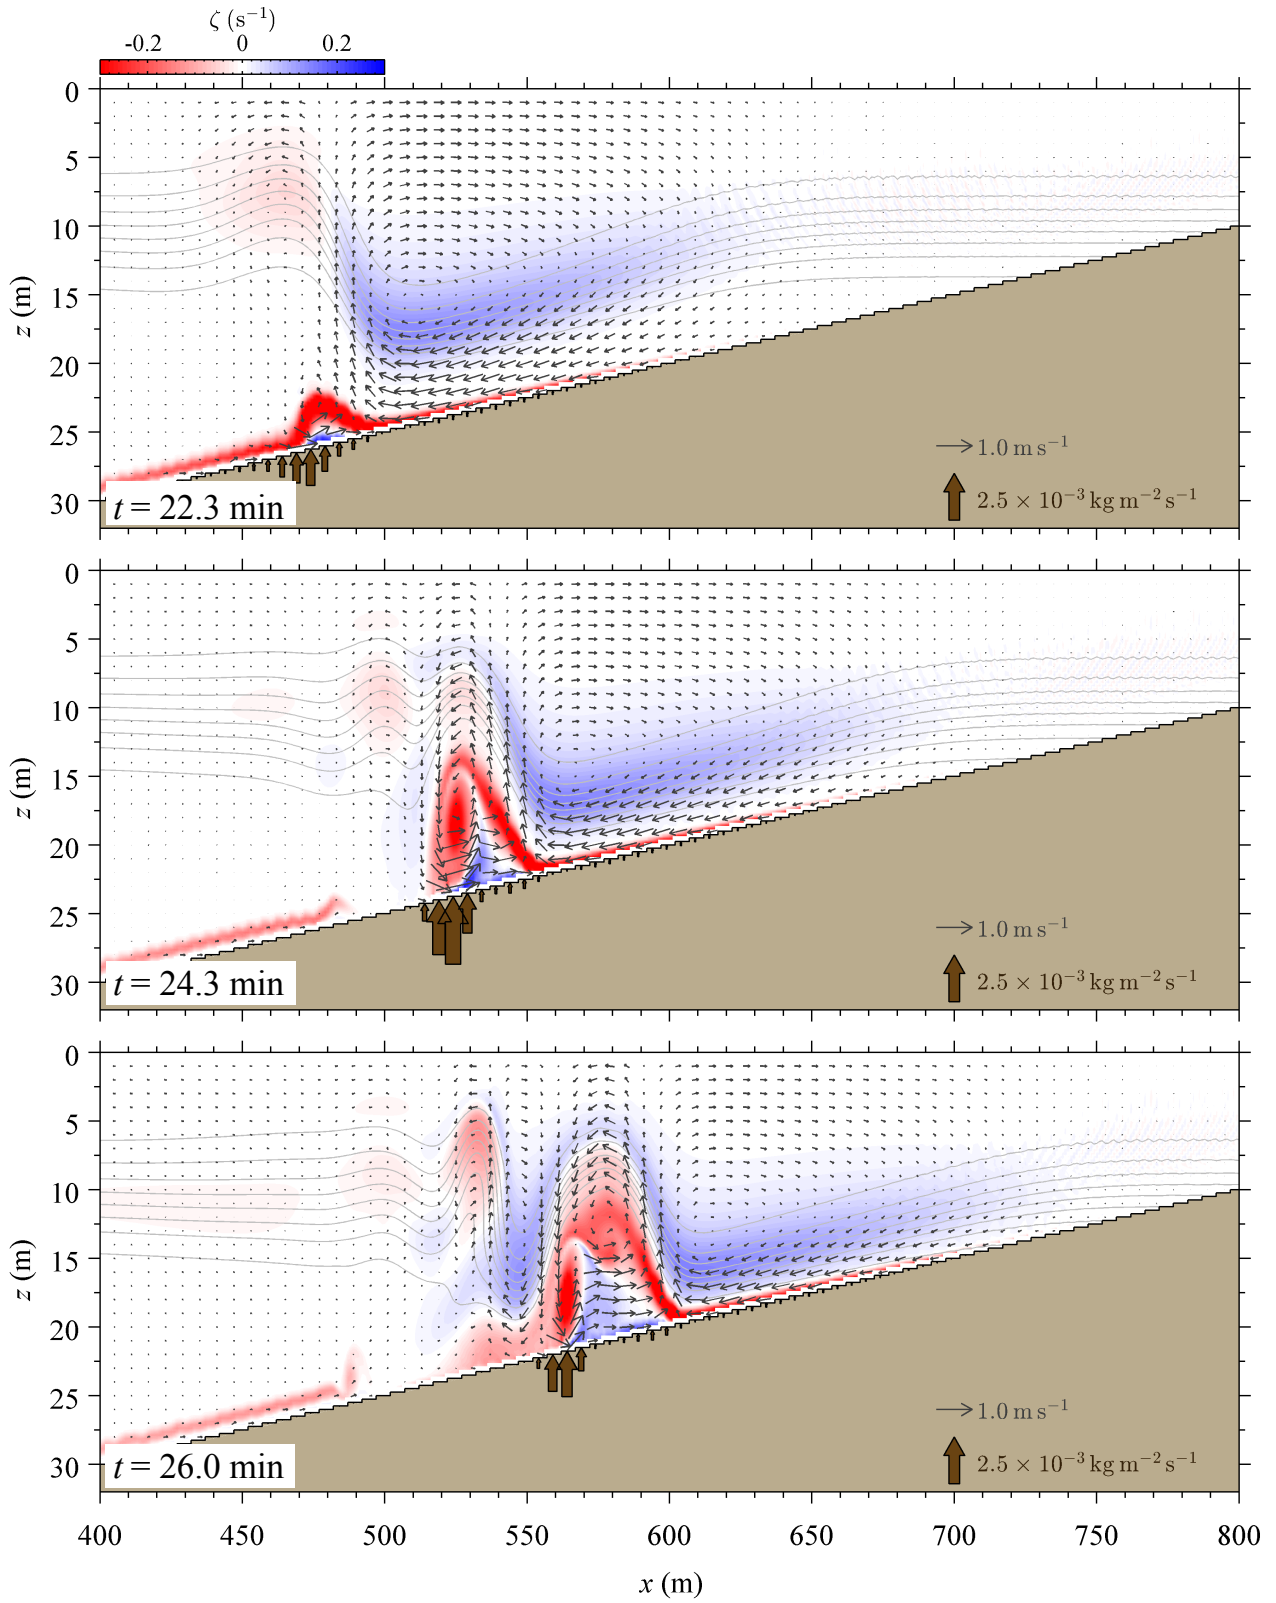 ζ (s⁻¹)
-0.2 0 0.2
0
5
10
15
20
25
30
z (m)
1.0 m s⁻¹
2.5 × 10⁻³ kg m⁻² s⁻¹
t = 22.3 min
0
5
10
15
20
25
30
z (m)
1.0 m s⁻¹
2.5 × 10⁻³ kg m⁻² s⁻¹
t = 24.3 min
0
5
10
15
20
25
30
z (m)
1.0 m s⁻¹
2.5 × 10⁻³ kg m⁻² s⁻¹
t = 26.0 min
400 450 500 550 600 650 700 750 800
x (m)